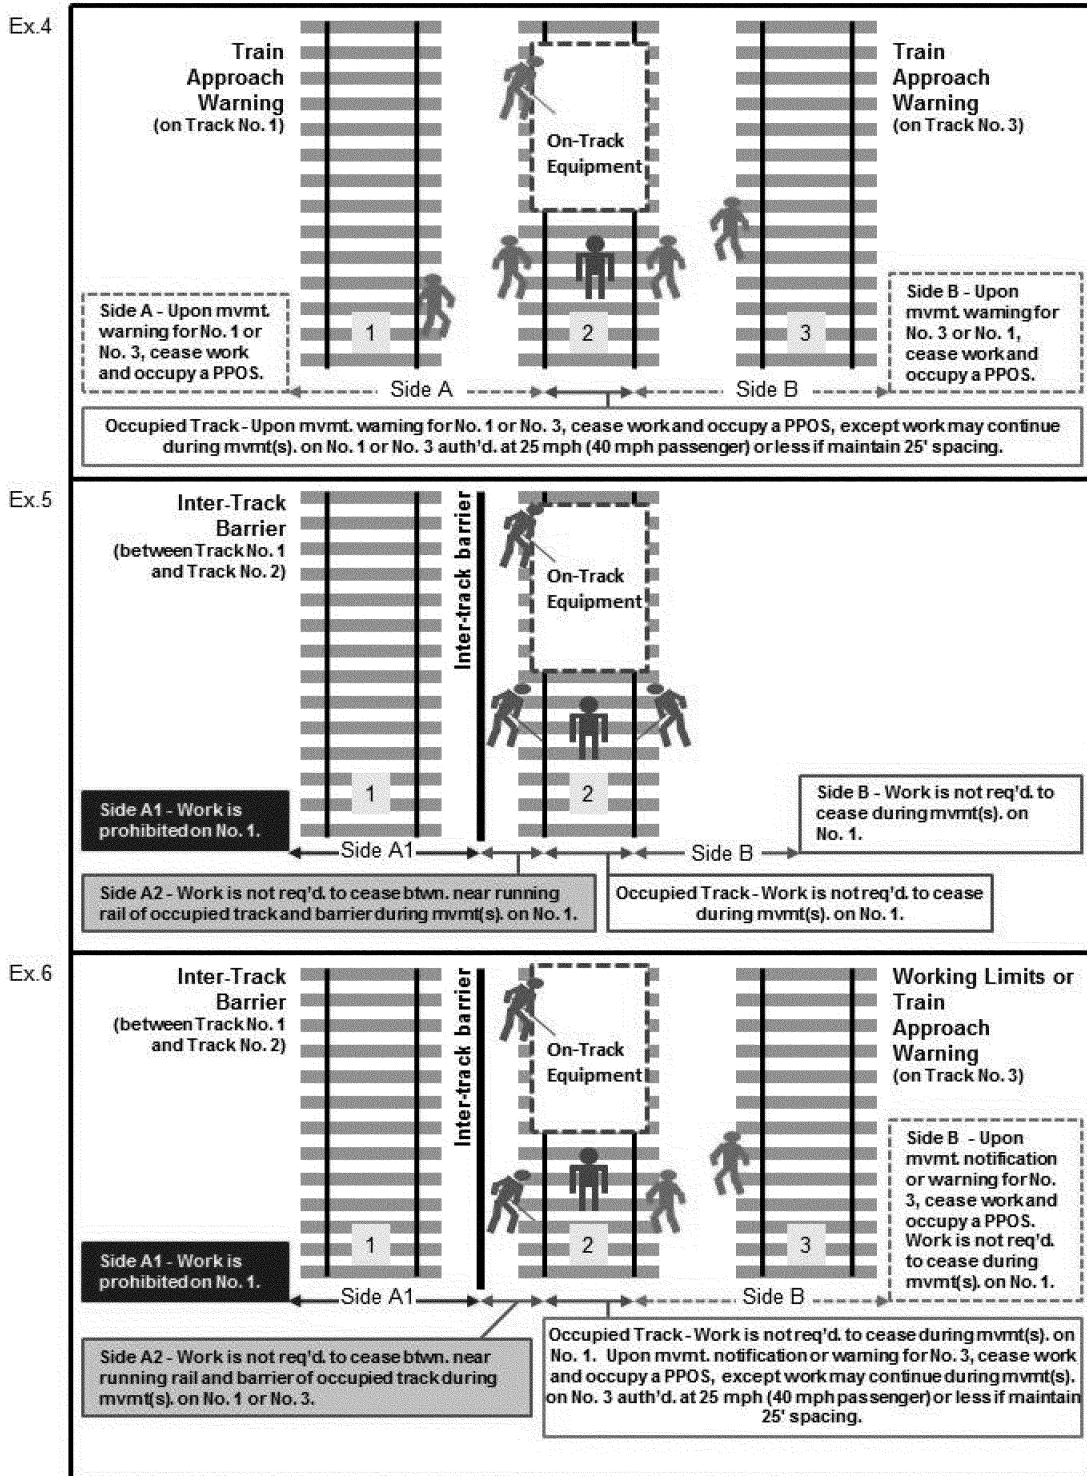 Ex.4
Train
Approach
Warning
(on Track No. 1)
On-Track
Equipment
Train
Approach
Warning
(on Track No. 3)
Side A - Upon mvmt.
warning for No. 1 or
No. 3, cease work
and occupy a PPOS.
1
2
3
Side B - Upon
mvmt. warning for
No. 3 or No. 1,
cease work and
occupy a PPOS.
Side A
Side B
Occupied Track - Upon mvmt. warning for No. 1 or No. 3, cease work and occupy a PPOS, except work may continue
during mvmt(s). on No. 1 or No. 3 auth'd. at 25 mph (40 mph passenger) or less if maintain 25' spacing.
Ex.5
Inter-Track
Barrier
(between Track No. 1
and Track No. 2)
Inter-track barrier
On-Track
Equipment
1
2
Side A1 - Work is
prohibited on No. 1.
Side B - Work is not req'd. to
cease during mvmt(s). on
No. 1.
Side A1
Side B
Side A2 - Work is not req'd. to cease btwn. near running
rail of occupied track and barrier during mvmt(s). on No. 1.
Occupied Track - Work is not req'd. to cease
during mvmt(s). on No. 1.
Ex.6
Inter-Track
Barrier
(between Track No. 1
and Track No. 2)
Inter-track barrier
On-Track
Equipment
Working Limits or
Train
Approach
Warning
(on Track No. 3)
1
2
3
Side A1 - Work is
prohibited on No. 1.
Side B - Upon
mvmt. notification
or warning for No.
3, cease work and
occupy a PPOS.
Work is not req'd.
to cease during
mvmt(s). on No. 1.
Side A1
Side B
Side A2 - Work is not req'd. to cease btwn. near
running rail and barrier of occupied track during
mvmt(s). on No. 1 or No. 3.
Occupied Track - Work is not req'd. to cease during mvmt(s). on
No. 1. Upon mvmt. notification or warning for No. 3, cease work
and occupy a PPOS, except work may continue during mvmt(s).
on No. 3 auth'd. at 25 mph (40 mph passenger) or less if maintain
25' spacing.